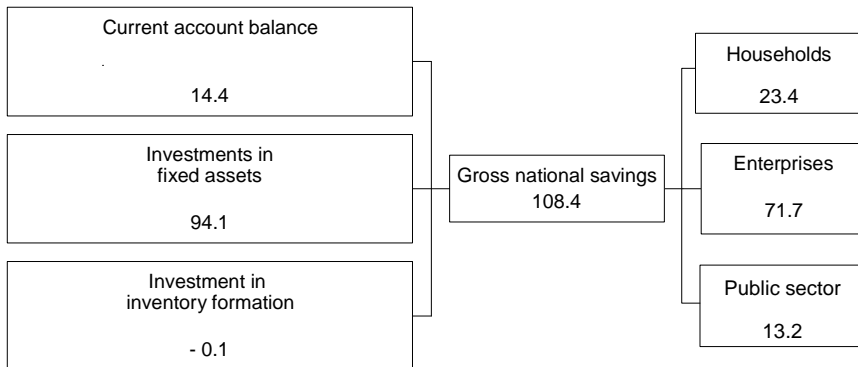 Current account balance
14.4
Investments in
fixed assets
94.1
Investment in
inventory formation
- 0.1
Gross national savings
108.4
Households
23.4
Enterprises
71.7
Public sector
13.2